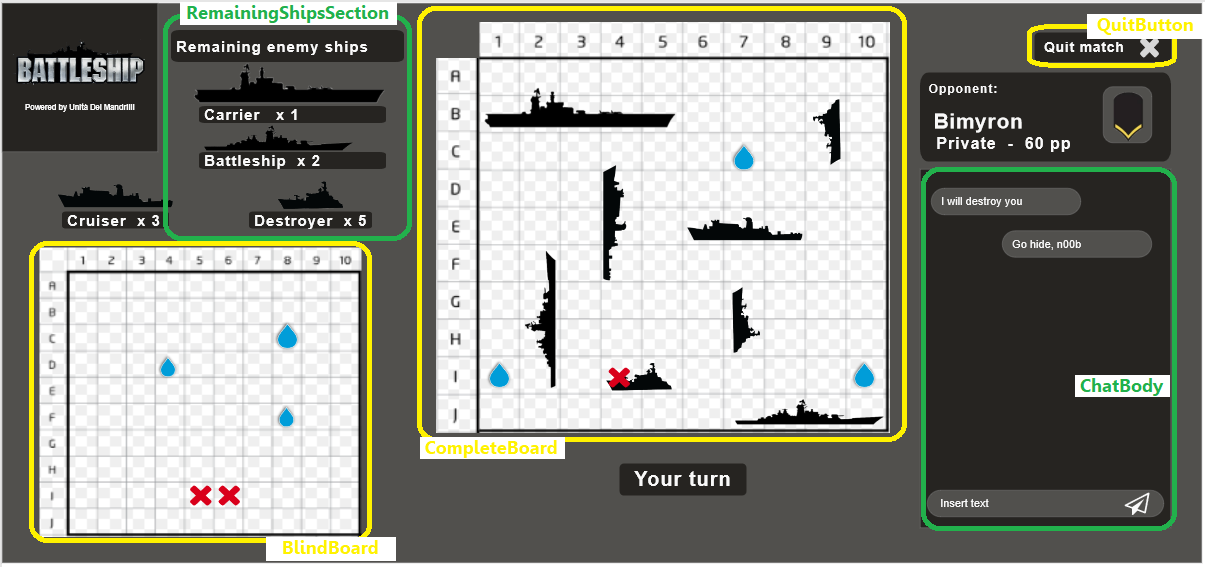 RemainingShipsSection
QuitButton
BATTLESHIP
Powered by Unità Dei Mandrilli
Remaining enemy ships
Carrier x 1
Battleship x 2
Cruiser x 3
Destroyer x 5
1 2 3 4 5 6 7 8 9 10
A
B
C
D
E
F
G
H
I
J
BlindBoard
1 2 3 4 5 6 7 8 9 10
A
B
C
D
E
F
G
H
I
J
CompleteBoard
Your turn
Quit match
Opponent:
Bimyron
Private - 60 pp
I will destroy you
Go hide, n00b
ChatBody
Insert text